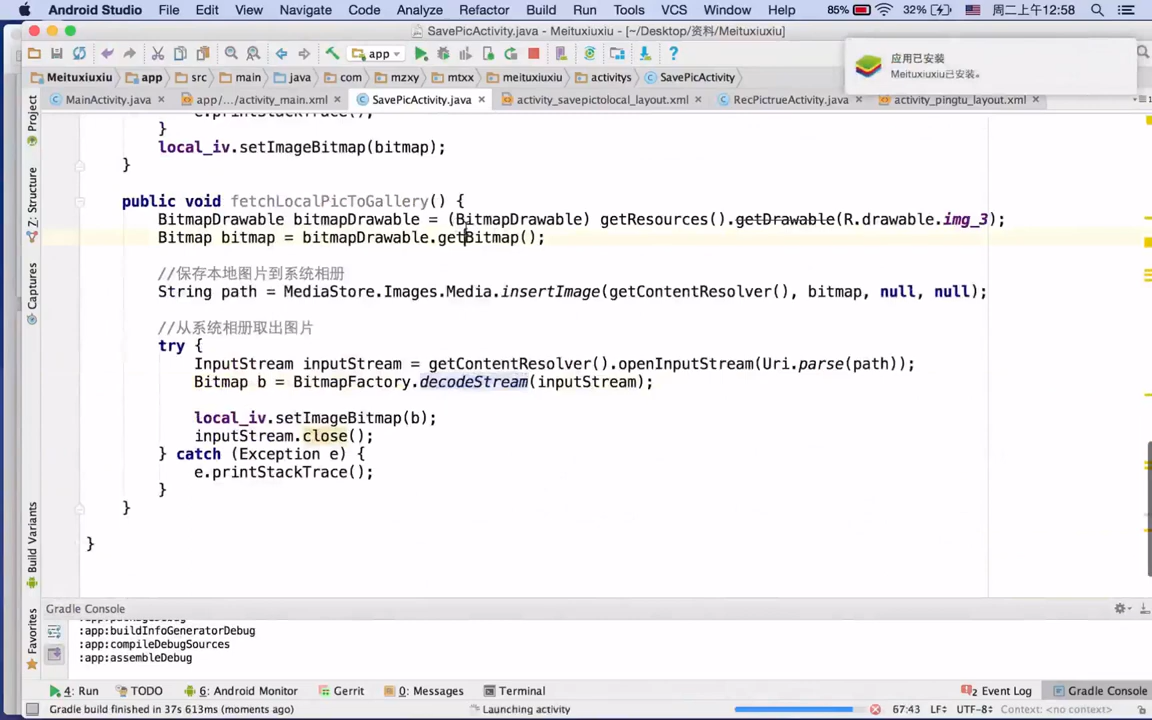 Android Studio File Edit View Navigate Code Analyze Refactor Build Run Tools VCS Window Help 85% 32% 周二上午12:58
SavePicActivity.java - Meituxiuxiu - [~/Desktop/资料/Meituxiuxiu]
app
应用已安装
Meituxiuxiu已安装。
Meituxiuxiu app src main java com mzxy mtxx meituxiuxiu activitys SavePicActivity
MainActivity.java app/.../activity_main.xml SavePicActivity.java activity_savepictolocal_layout.xml RecPictrueActivity.java activity_pingtu_layout.xml
Project
Z: Structure
Captures
Build Variants
Favorites
e.printStackTrace();
}
local_iv.setImageBitmap(bitmap);
}
public void fetchLocalPicToGallery() {
BitmapDrawable bitmapDrawable = (BitmapDrawable) getResources().getDrawable(R.drawable.img_3);
Bitmap bitmap = bitmapDrawable.getBitmap();
//保存本地图片到系统相册
String path = MediaStore.Images.Media.insertImage(getContentResolver(), bitmap, null, null);
//从系统相册取出图片
try {
InputStream inputStream = getContentResolver().openInputStream(Uri.parse(path));
Bitmap b = BitmapFactory.decodeStream(inputStream);
local_iv.setImageBitmap(b);
inputStream.close();
} catch (Exception e) {
e.printStackTrace();
}
}
}
Gradle Console
:app:buildInfoGeneratorDebug
:app:compileDebugSources
:app:assembleDebug
4: Run TODO 6: Android Monitor Gerrit 0: Messages Terminal 2 Event Log Gradle Console
Gradle build finished in 37s 613ms (moments ago) Launching activity 67:43 LF÷ UTF-8÷ Context: <no context>